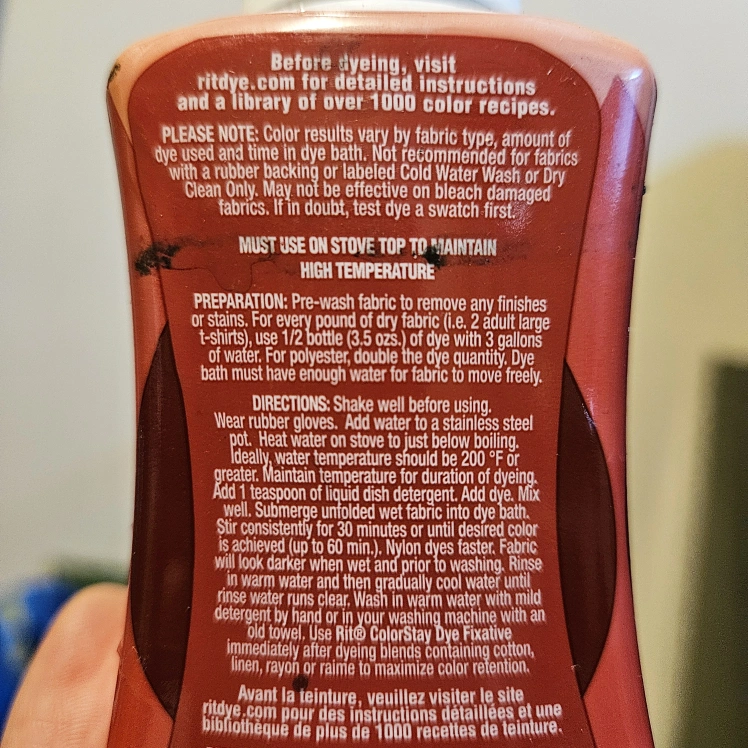 Before dyeing, visit
ritdye.com for detailed instructions
and a library of over 1000 color recipes.
PLEASE NOTE: Color results vary by fabric type, amount of
dye used and time in dye bath. Not recommended for fabrics
with a rubber backing or labeled Cold Water Wash or Dry
Clean Only. May not be effective on bleach damaged
fabrics. If in doubt, test dye a swatch first.
MUST USE ON STOVE TOP TO MAINTAIN
HIGH TEMPERATURE
PREPARATION: Pre-wash fabric to remove any finishes
or stains. For every pound of dry fabric (i.e. 2 adult large
t-shirts), use 1/2 bottle (3.5 ozs.) of dye with 3 gallons
of water. For polyester, double the dye quantity. Dye
bath must have enough water for fabric to move freely.
DIRECTIONS: Shake well before using.
Wear rubber gloves. Add water to a stainless steel
pot. Heat water on stove to just below boiling.
Ideally, water temperature should be 200 °F or
greater. Maintain temperature for duration of dyeing.
Add 1 teaspoon of liquid dish detergent. Add dye. Mix
well. Submerge unfolded wet fabric into dye bath.
Stir consistently for 30 minutes or until desired color
is achieved (up to 60 min.). Nylon dyes faster. Fabric
will look darker when wet and prior to washing. Rinse
in warm water and then gradually cool water until
rinse water runs clear. Wash in warm water with mild
detergent by hand or in your washing machine with an
old towel. Use Rit® ColorStay Dye Fixative
immediately after dyeing blends containing cotton,
linen, rayon or raime to maximize color retention.
Avant la teinture, veuillez visiter le site
ritdye.com pour des instructions détaillées et une
bibliothèque de plus de 1000 recettes de teinture.